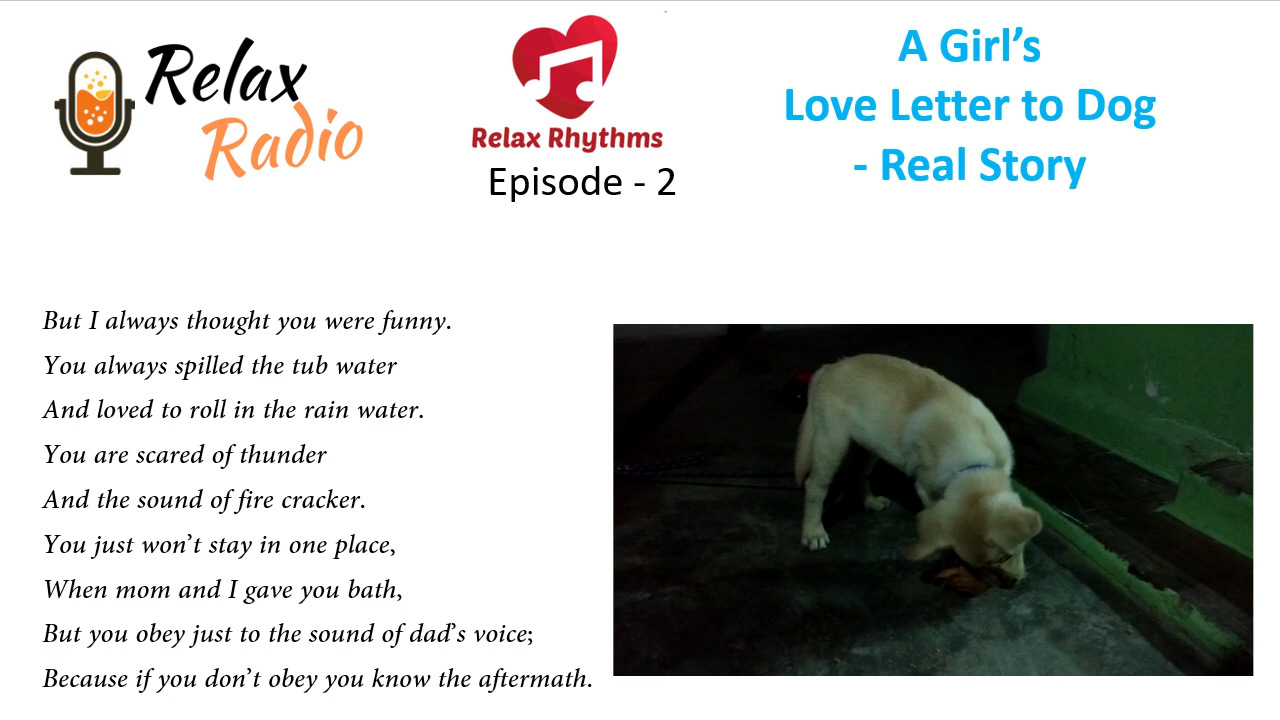 Relax
Radio
Relax Rhythms
Episode - 2
A Girl’s
Love Letter to Dog
- Real Story
But I always thought you were funny.
You always spilled the tub water
And loved to roll in the rain water.
You are scared of thunder
And the sound of fire cracker.
You just won’t stay in one place,
When mom and I gave you bath,
But you obey just to the sound of dad’s voice;
Because if you don’t obey you know the aftermath.